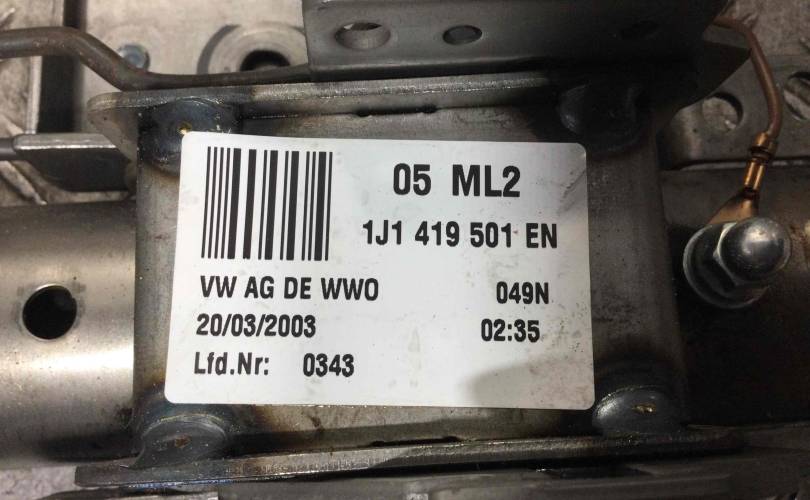 05 ML2
1J1 419 501 EN
VW AG DE WWO 049N
20/03/2003 02:35
Lfd.Nr: 0343